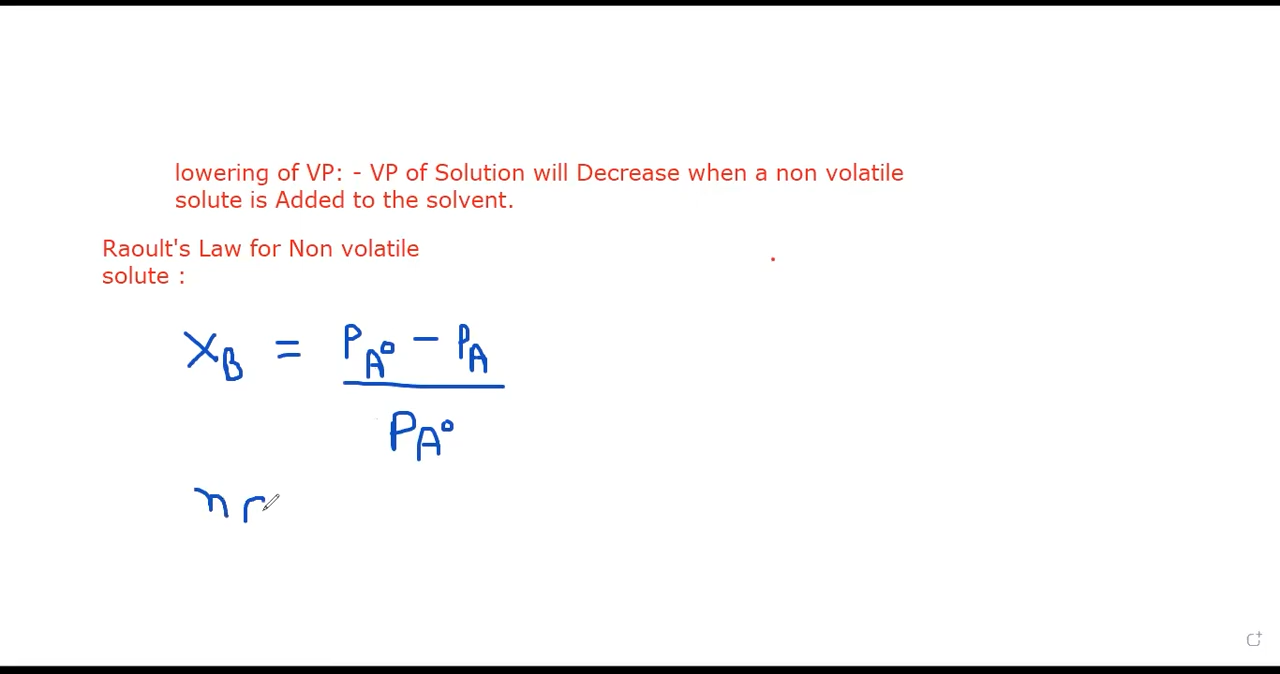 lowering of VP: - VP of Solution will Decrease when a non volatile
solute is Added to the solvent.
Raoult's Law for Non volatile
solute :
X_B = (P_A° - P_A) / P_A°
n